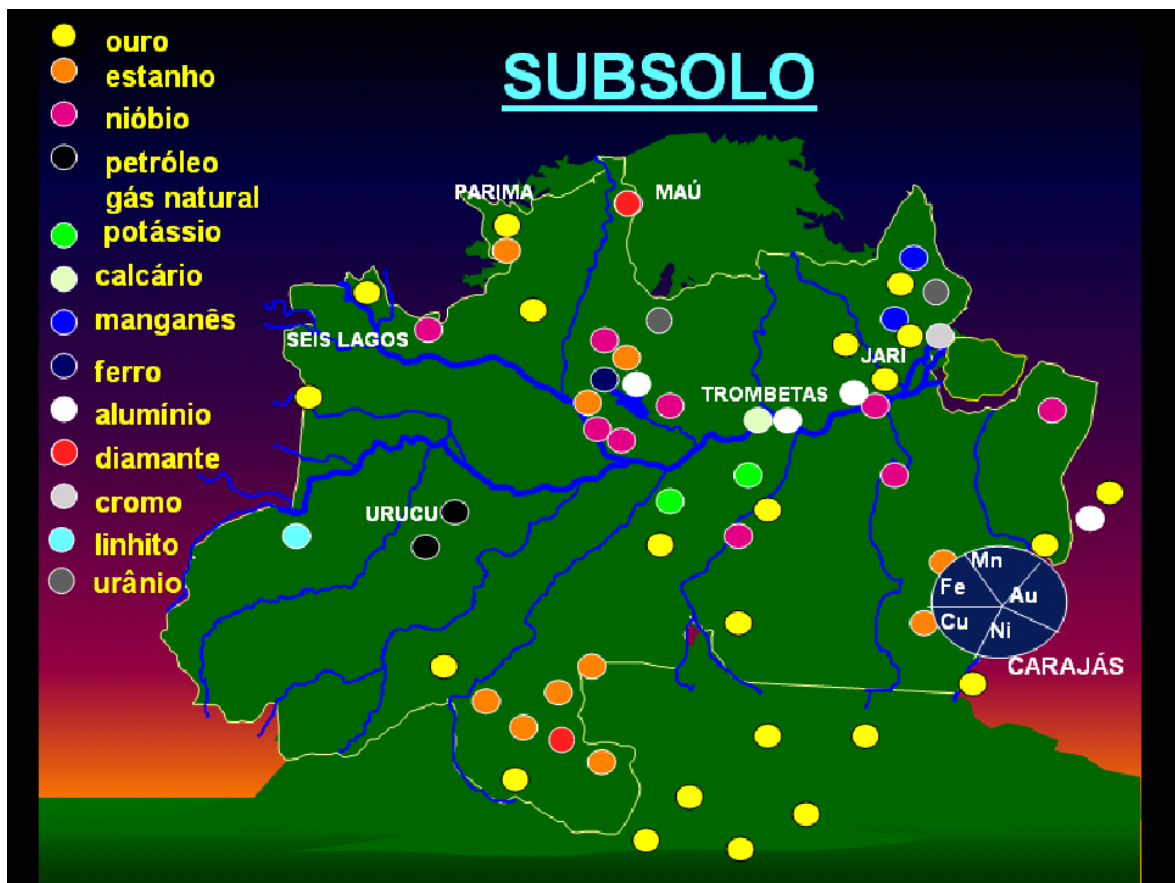 SUBSOLO
ouro
estanho
nióbio
petróleo
gás natural
potássio
calcário
manganês
ferro
alumínio
diamante
cromo
linhito
urânio
PARIMA
MAÚ
SEIS LAGOS
JARI
TROMBETAS
URUCU
Mn
Fe
Au
Cu
Ni
CARAJÁS